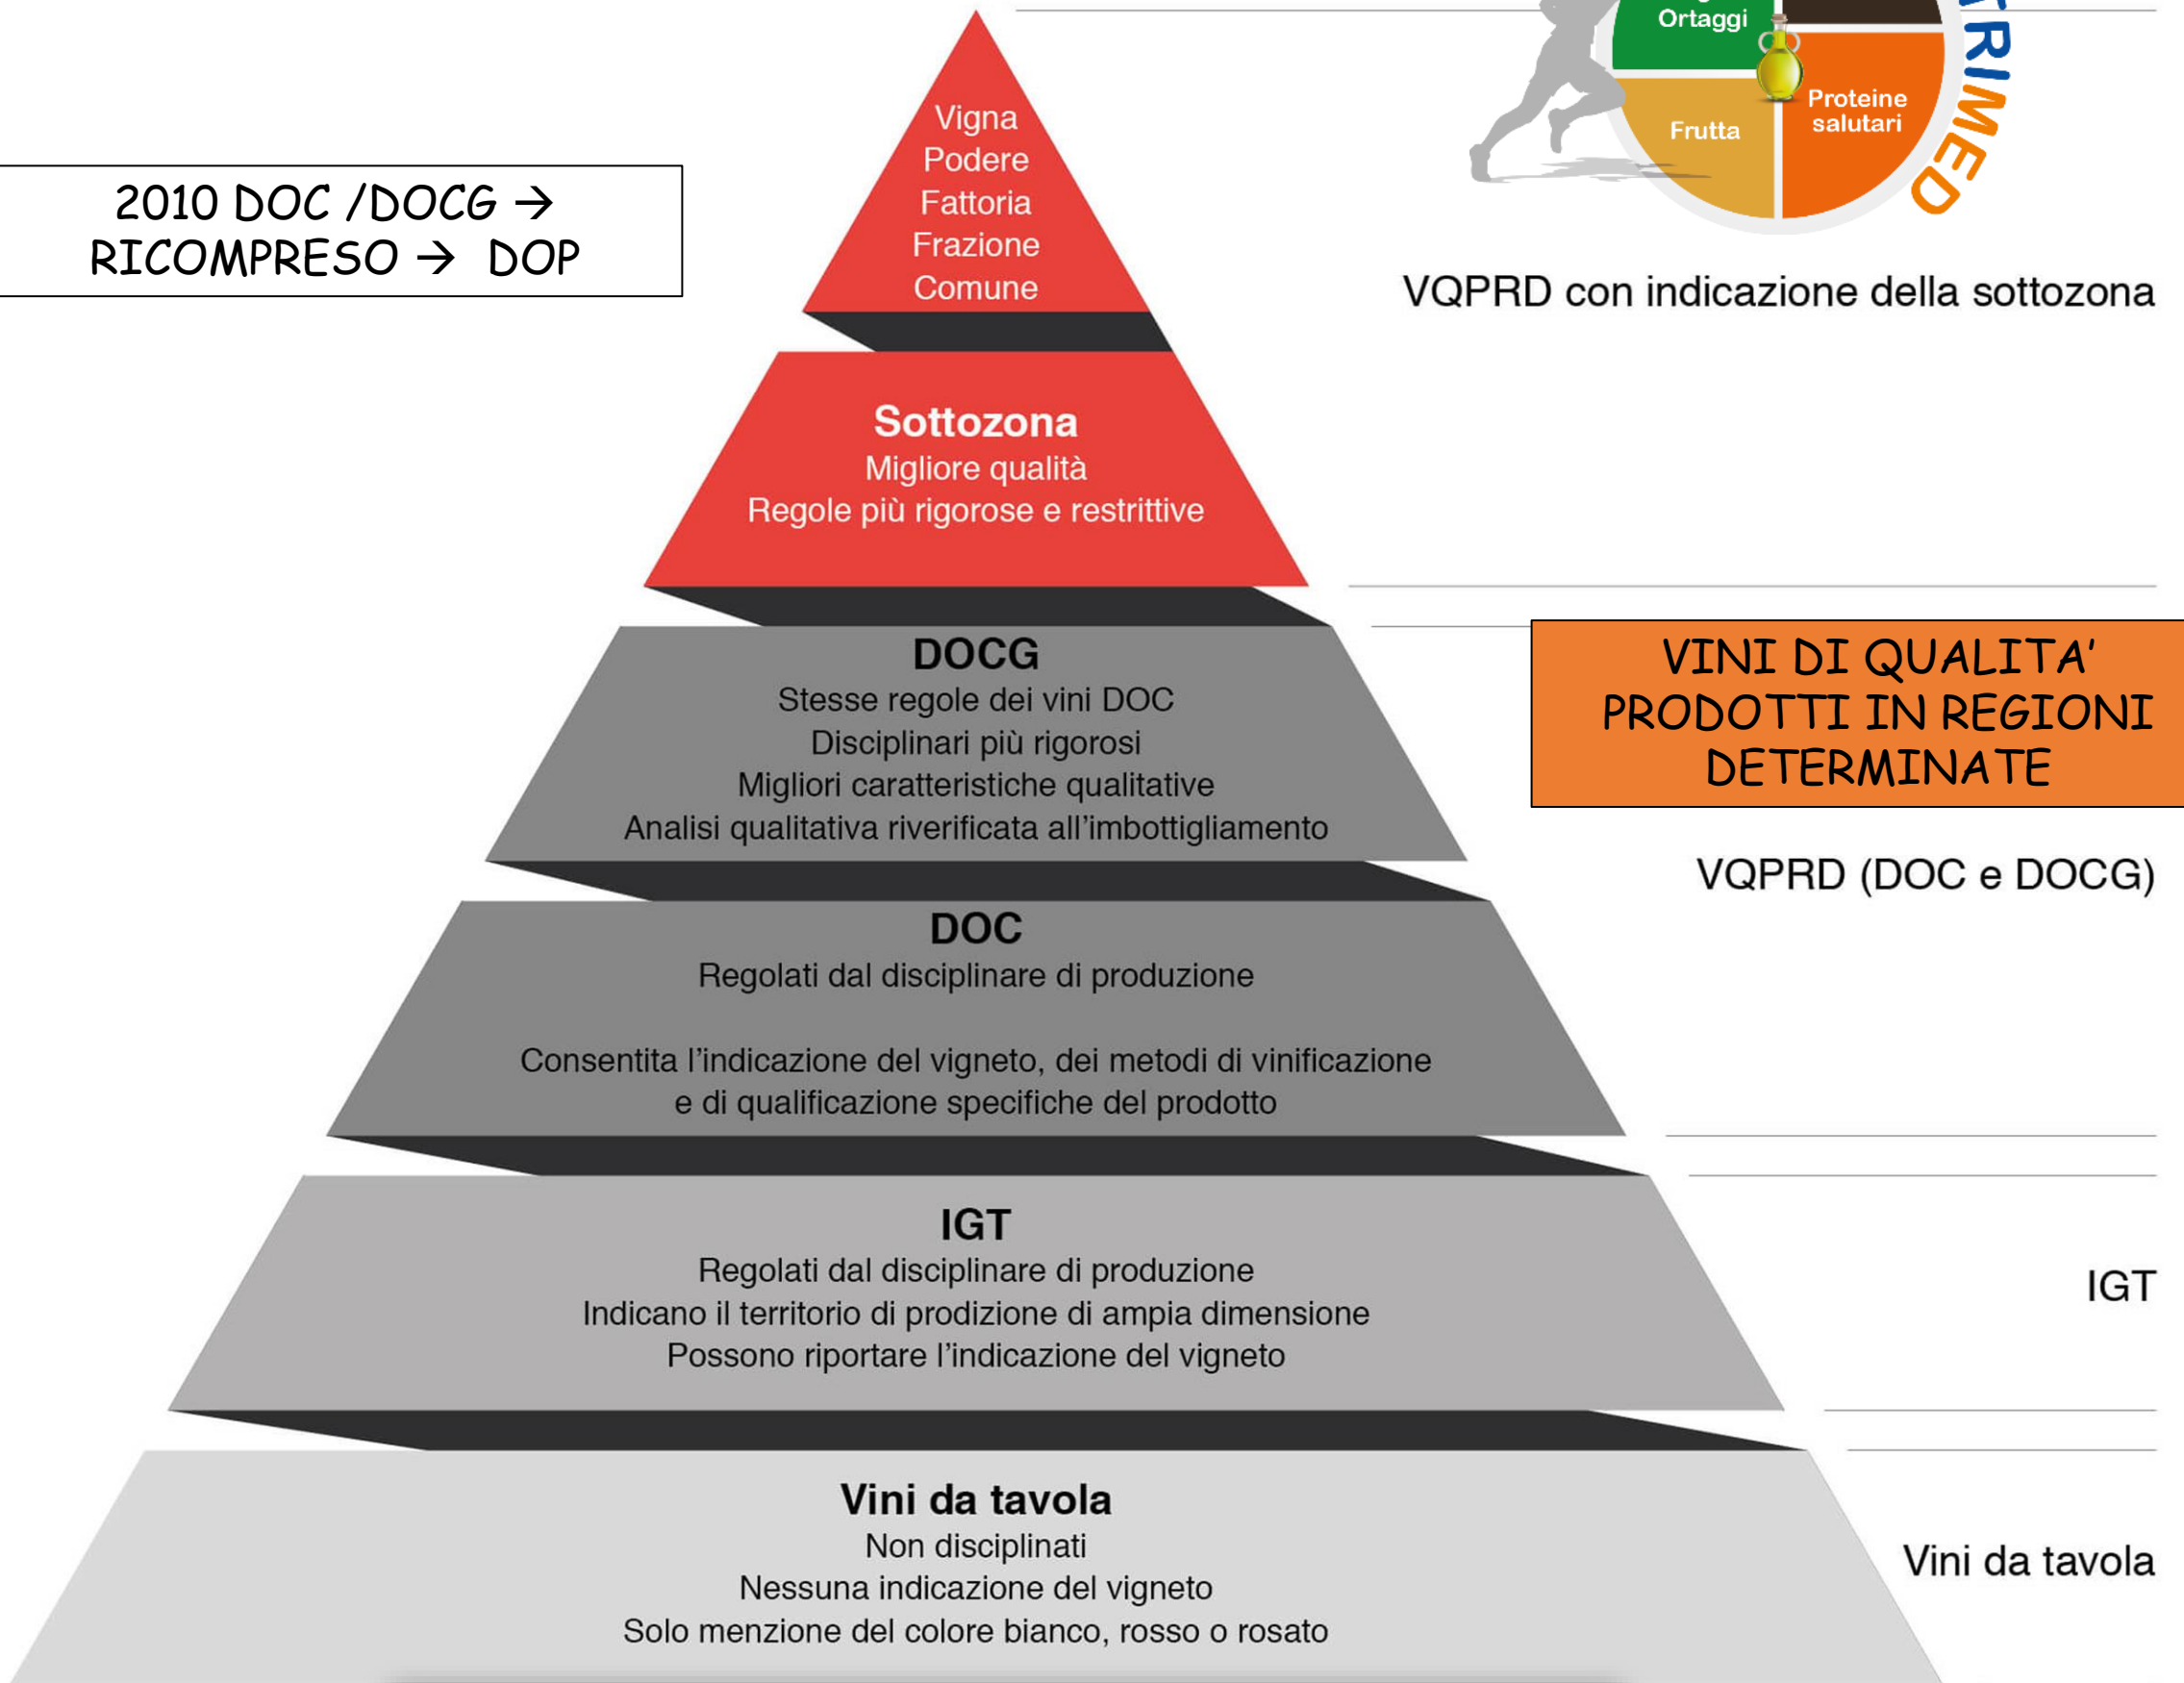 Ortaggi
Proteine
salutari
Frutta
TRIMED
Vigna
Podere
Fattoria
Frazione
Comune
2010 DOC /DOCG →
RICOMPRESO → DOP
VQPRD con indicazione della sottozona
Sottozona
Migliore qualità
Regole più rigorose e restrittive
DOCG
Stesse regole dei vini DOC
Disciplinari più rigorosi
Migliori caratteristiche qualitative
Analisi qualitativa riverificata all'imbottigliamento
VINI DI QUALITA'
PRODOTTI IN REGIONI
DETERMINATE
VQPRD (DOC e DOCG)
DOC
Regolati dal disciplinare di produzione
Consentita l'indicazione del vigneto, dei metodi di vinificazione
e di qualificazione specifiche del prodotto
IGT
Regolati dal disciplinare di produzione
Indicano il territorio di prodizione di ampia dimensione
Possono riportare l'indicazione del vigneto
IGT
Vini da tavola
Non disciplinati
Nessuna indicazione del vigneto
Solo menzione del colore bianco, rosso o rosato
Vini da tavola